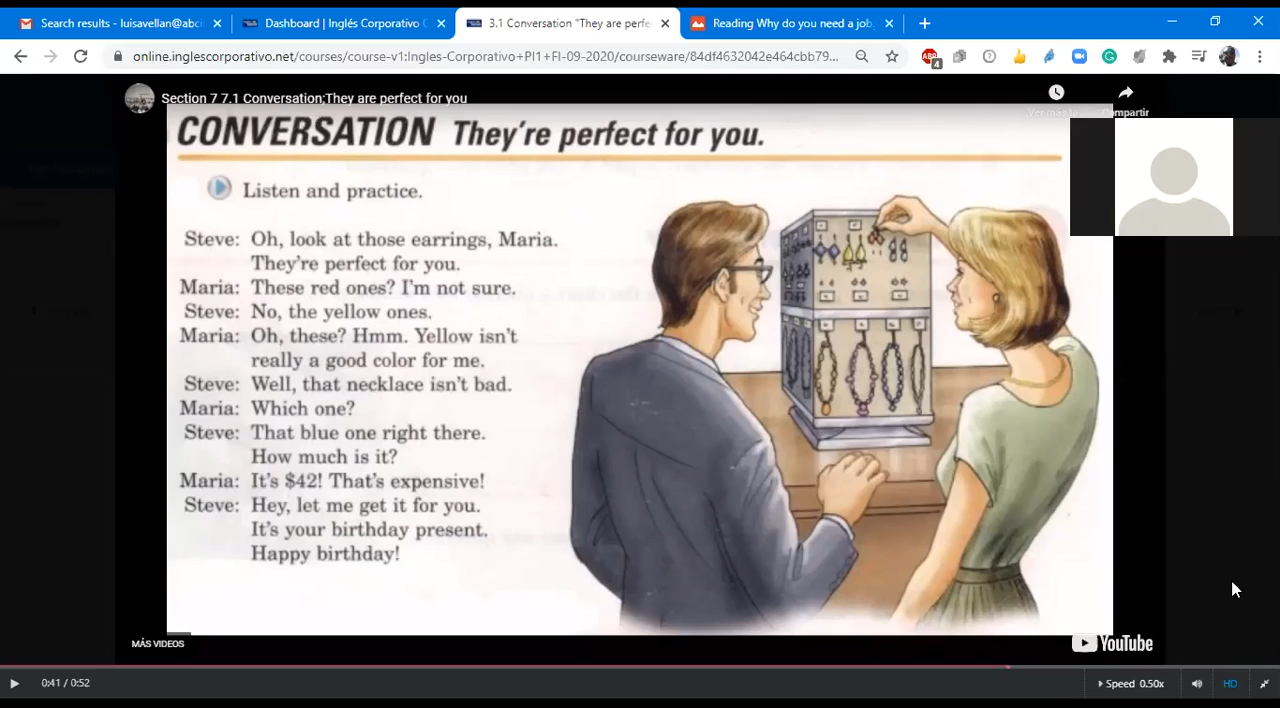 Search results - luisavellan@abci
Dashboard | Inglés Corporativo C
3.1 Conversation "They are perfe
Reading Why do you need a job.
online.inglescorporativo.net/courses/course-v1:Ingles-Corporativo+PI1+FI-09-2020/courseware/84df4632042e464cbb79...
ABP
4
Section 7 7.1 Conversation;They are perfect for you
Ver más ta
Compartir
CONVERSATION They're perfect for you.
Listen and practice.
Steve: Oh, look at those earrings, Maria.
They're perfect for you.
Maria: These red ones? I'm not sure.
Steve: No, the yellow ones.
Maria: Oh, these? Hmm. Yellow isn't
really a good color for me.
Steve: Well, that necklace isn't bad.
Maria: Which one?
Steve: That blue one right there.
How much is it?
Maria: It's $42! That's expensive!
Steve: Hey, let me get it for you.
It's your birthday present.
Happy birthday!
MÁS VIDEOS
YouTube
0:41 / 0:52
Speed 0.50x
HD